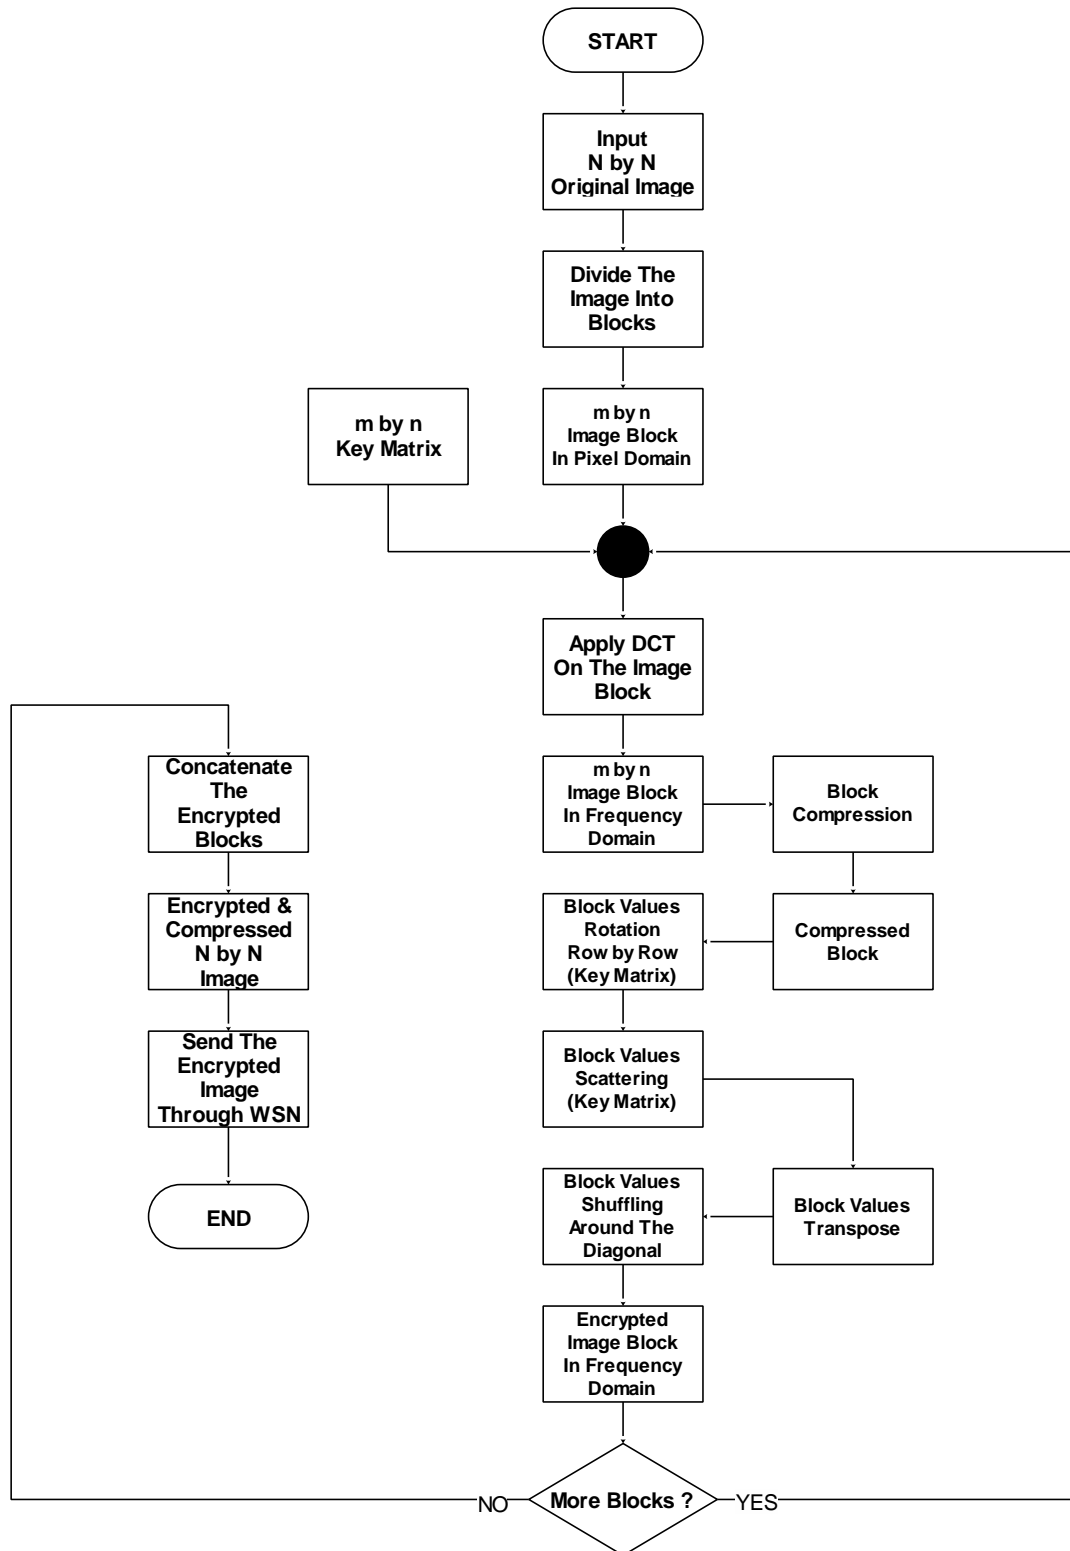 START
Input
N by N
Original Image
Divide The
Image Into
Blocks
m by n
Key Matrix
m by n
Image Block
In Pixel Domain
Apply DCT
On The Image
Block
Concatenate
The
Encrypted
Blocks
m by n
Image Block
In Frequency
Domain
Block
Compression
Encrypted &
Compressed
N by N
Image
Block Values
Rotation
Row by Row
(Key Matrix)
Compressed
Block
Send The
Encrypted
Image
Through WSN
Block Values
Scattering
(Key Matrix)
END
Block Values
Shuffling
Around The
Diagonal
Block Values
Transpose
Encrypted
Image Block
In Frequency
Domain
NO
More Blocks ?
YES